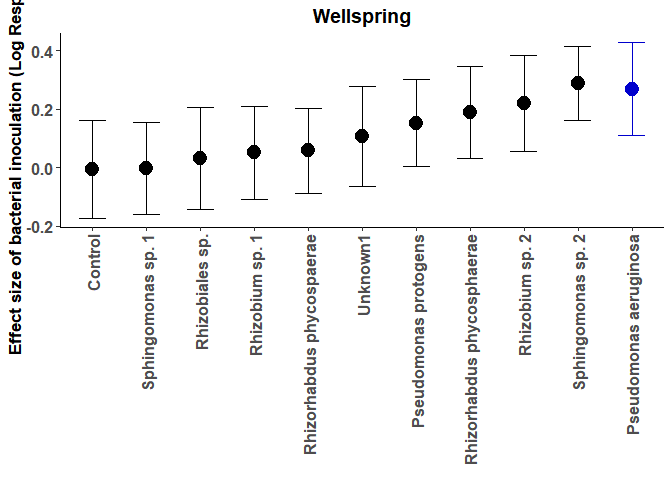 Wellspring
Effect size of bacterial inoculation (Log Resp
0.4
0.2
0.0
-0.2
Control
Sphingomonas sp. 1
Rhizobiales sp.
Rhizobium sp. 1
Rhizorhabdus phycospaerae
Unknown1
Pseudomonas protogens
Rhizorhabdus phycosphaerae
Rhizobium sp. 2
Sphingomonas sp. 2
Pseudomonas aeruginosa